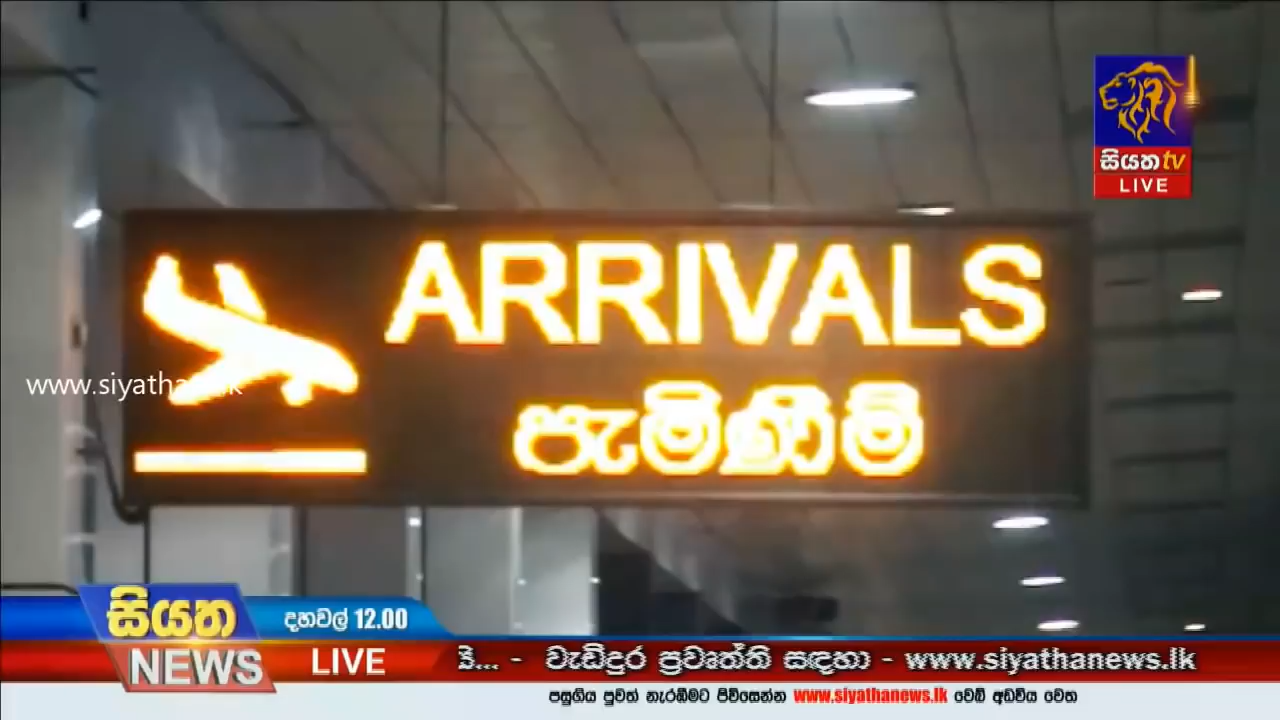 සියත tv
LIVE
ARRIVALS
පැමිණීම්
www.siyatha
සියත
දහවල් 12.00
NEWS
LIVE
... - වැඩිදුර ප්‍රවෘත්ති සඳහා - www.siyathanews.lk
පසුගිය පුවත් නැරඹීමට පිවිසෙන්න www.siyathanews.lk වෙබ් අඩවිය වෙත